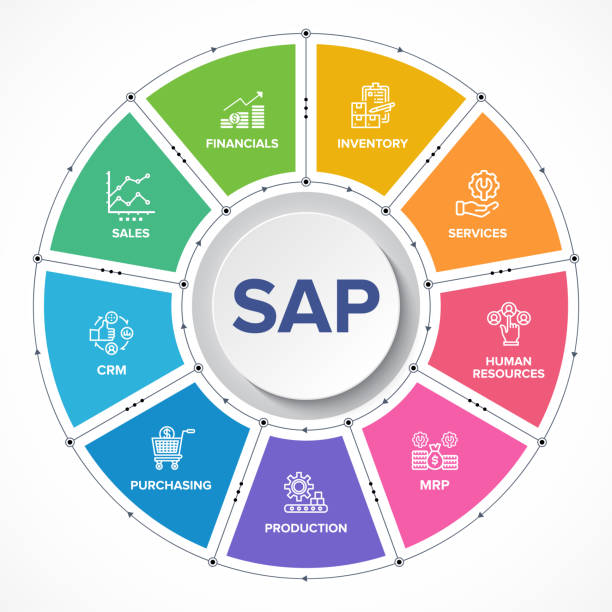 FINANCIALS
INVENTORY
SERVICES
HUMAN
RESOURCES
MRP
PRODUCTION
PURCHASING
CRM
SALES
SAP